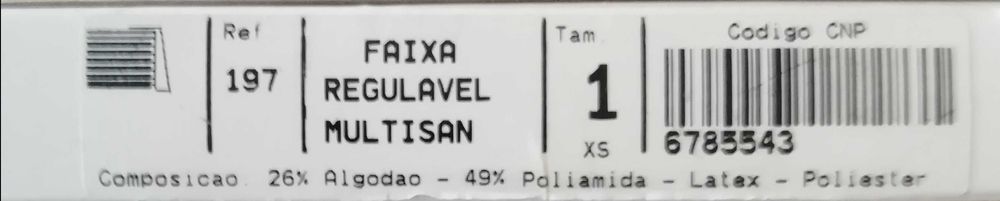 Ref
197
FAIXA
REGULAVEL
MULTISAN
Tam.
1
XS
Codigo CNP
6785543
Composicao. 26% Algodao - 49% Poliamida - Latex - Poliester